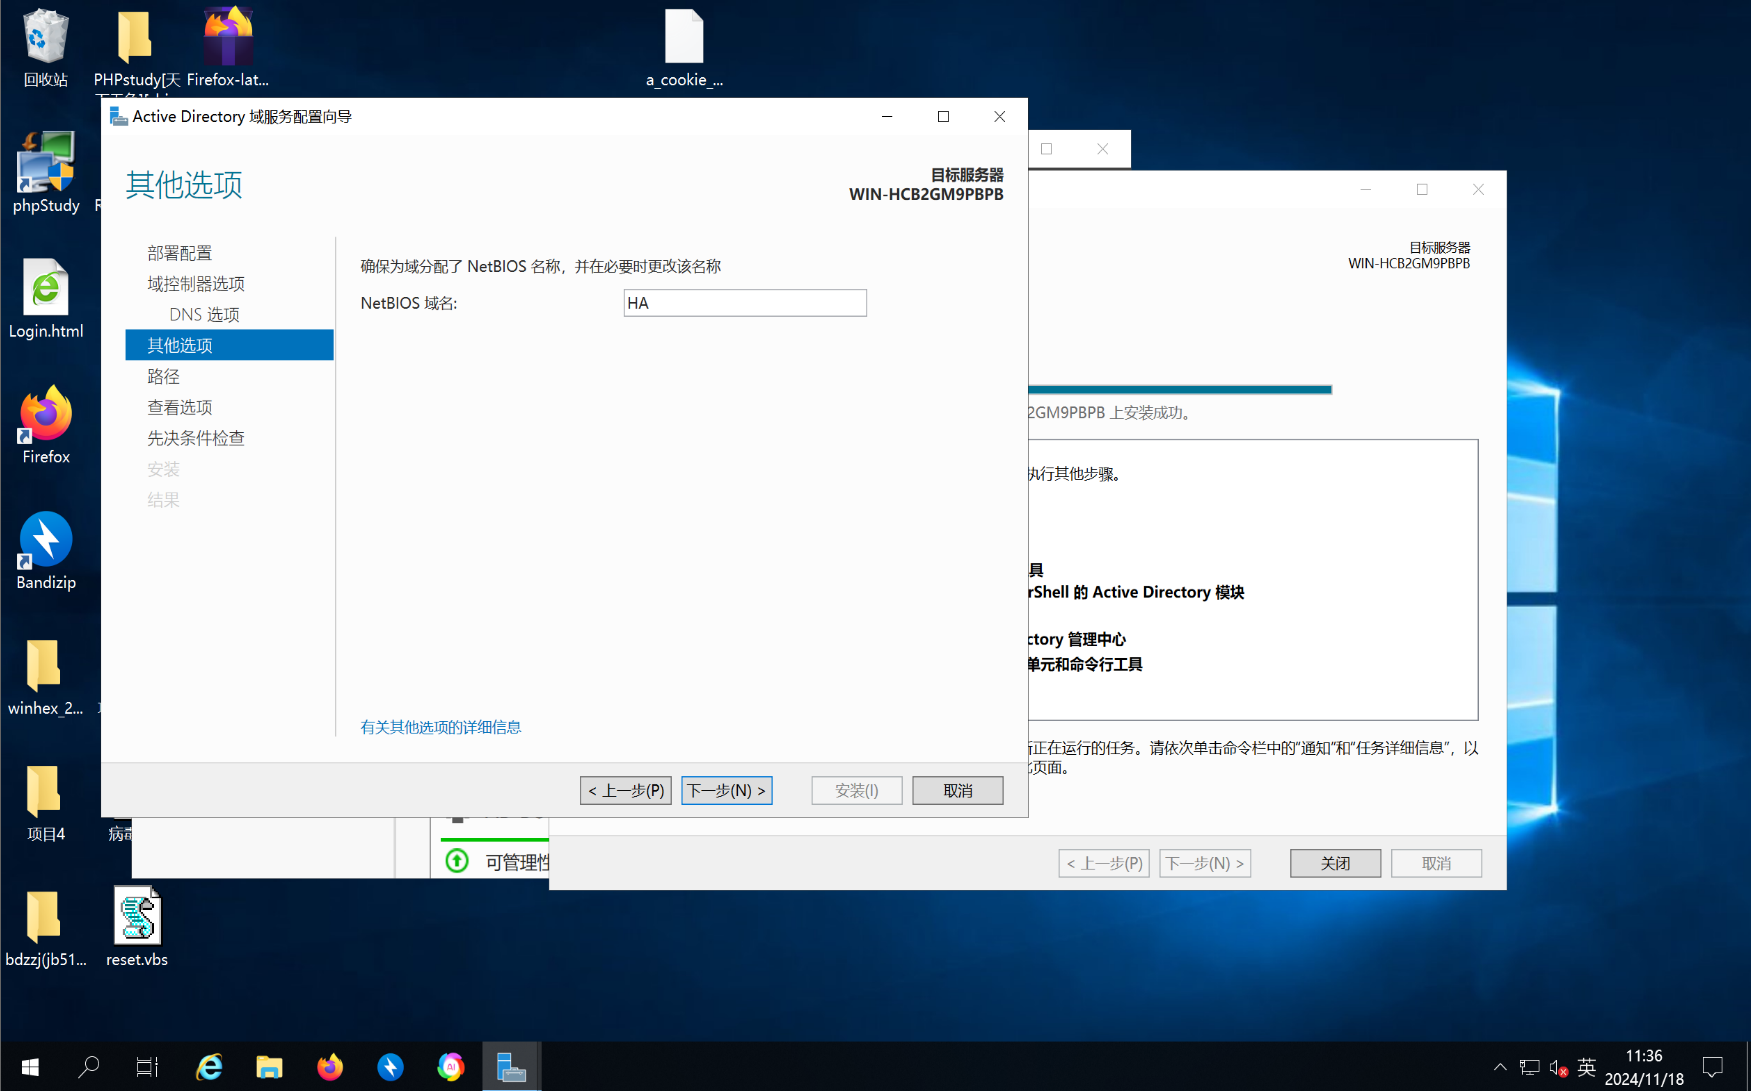 回收站
PHPstudy[天
Firefox-lat...
a_cookie_...
Active Directory 域服务配置向导
其他选项
目标服务器
WIN-HCB2GM9PBPB
部署配置
域控制器选项
DNS 选项
其他选项
路径
查看选项
先决条件检查
安装
结果
确保为域分配了 NetBIOS 名称，并在必要时更改该名称
NetBIOS 域名:
HA
有关其他选项的详细信息
< 上一步(P)
下一步(N) >
安装(I)
取消
目标服务器
WIN-HCB2GM9PBPB
2GM9PBPB 上安装成功。
执行其他步骤。
具
rShell 的 Active Directory 模块
ctory 管理中心
单元和命令行工具
正在运行的任务。请依次单击命令栏中的"通知"和"任务详细信息"，以
页面。
< 上一步(P)
下一步(N) >
关闭
取消
可管理性
phpStudy
R
Login.html
Firefox
Bandizip
winhex_2...
项目4
病毒
bdzzj(jb51...
reset.vbs
AI
英
11:36
2024/11/18